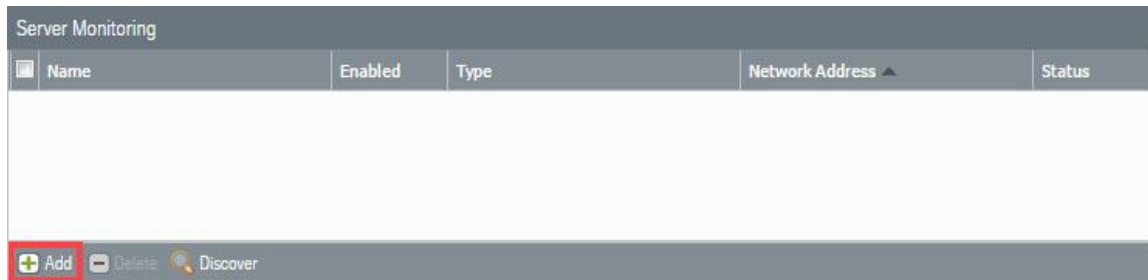 Server Monitoring
Name Enabled Type Network Address Status
Add Delete Discover